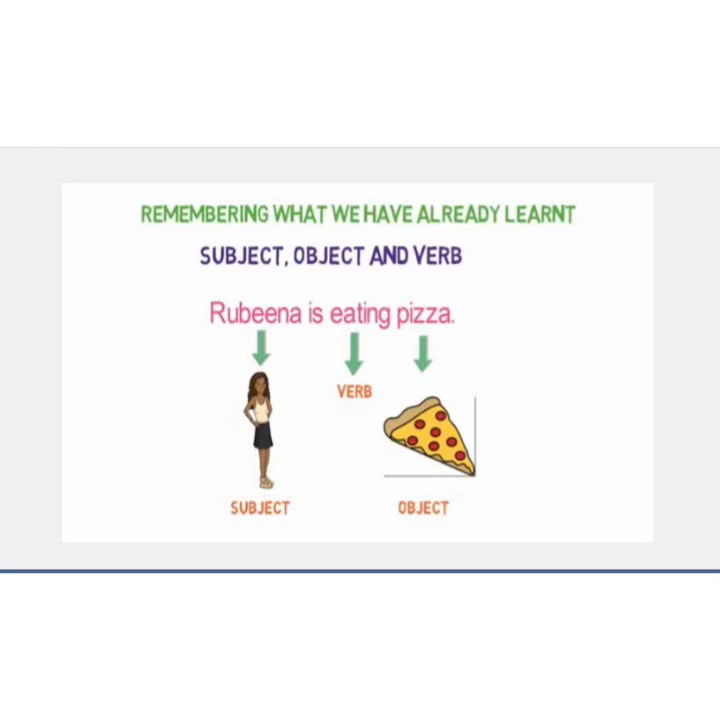 REMEMBERING WHAT WE HAVE ALREADY LEARNT
SUBJECT, OBJECT AND VERB
Rubeena is eating pizza.
VERB
SUBJECT
OBJECT